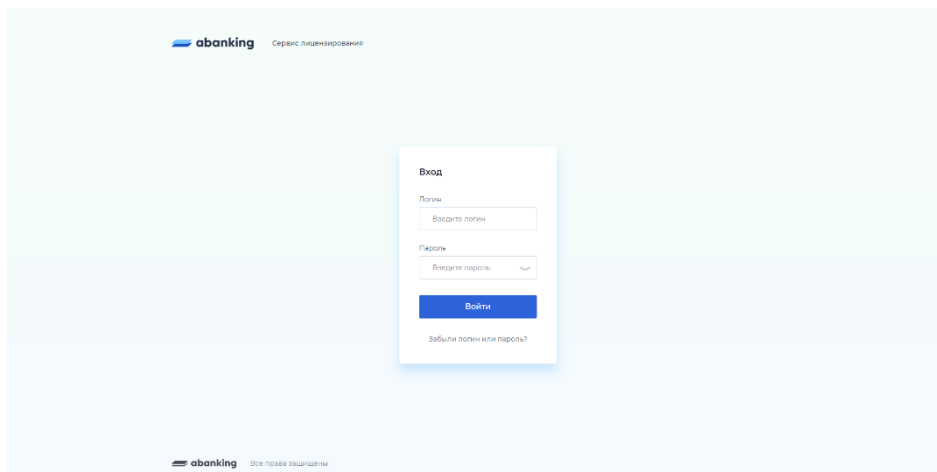 abanking Сервис лицензирования
Вход
Логин
Введите логин
Пароль
Введите пароль
Войти
Забыли логин или пароль?
abanking Все права защищены